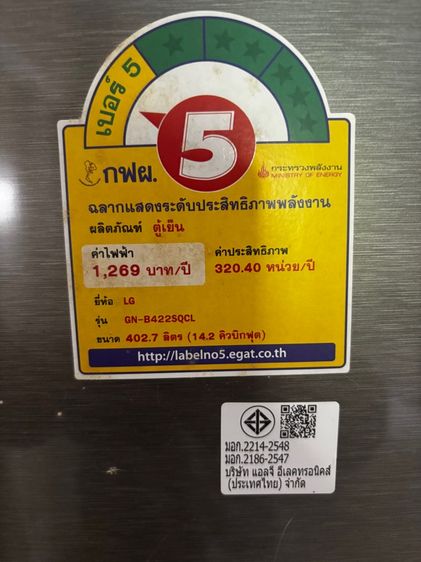 เบอร์ 5
5
กฟผ.
กระทรวงพลังงาน
MINISTRY OF ENERGY
ฉลากแสดงระดับประสิทธิภาพพลังงาน
ผลิตภัณฑ์ ตู้เย็น
ค่าไฟฟ้า ค่าประสิทธิภาพ
1,269 บาท/ปี 320.40 หน่วย/ปี
ยี่ห้อ LG
รุ่น GN-B422SQCL
ขนาด 402.7 ลิตร (14.2 คิวบิกฟุต)
http://labelno5.egat.co.th
มอก.2214-2548
มอก.2186-2547
บริษัท แอลจี อีเลคทรอนิคส์
(ประเทศไทย) จำกัด